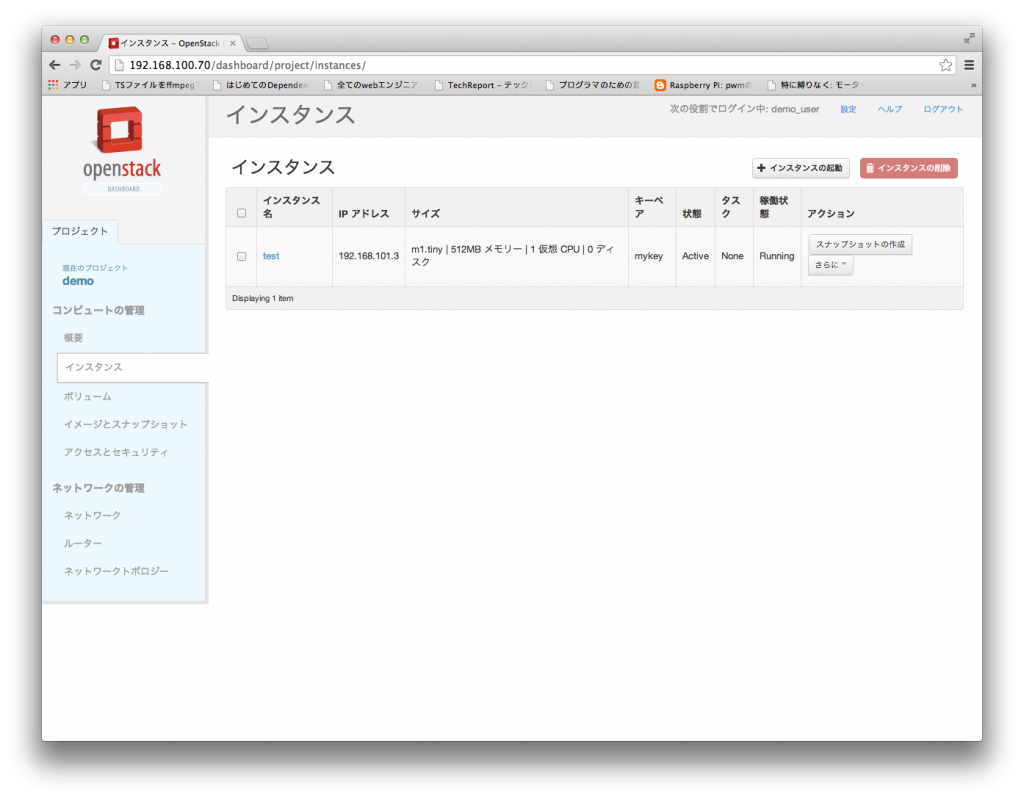 インスタンス - OpenStack
192.168.100.70/dashboard/project/instances/
アプリ TSファイルをffmpeg はじめてのDepender 全てのwebエンジニア TechReport - テック プログラマのための Raspberry Pi: pwm 特に縛りなく: モータ »
openstack
DASHBOARD
プロジェクト
現在のプロジェクト
demo
コンピュートの管理
概要
インスタンス
ボリューム
イメージとスナップショット
アクセスとセキュリティ
ネットワークの管理
ネットワーク
ルーター
ネットワークトポロジー
インスタンス
次の役割でログイン中: demo_user 設定 ヘルプ ログアウト
インスタンス
インスタンスの起動 インスタンスの削除
インスタンス名 IP アドレス サイズ キーペア 状態 タスク 稼働状態 アクション
test 192.168.101.3 m1.tiny | 512MB メモリー | 1 仮想 CPU | 0 ディスク mykey Active None Running スナップショットの作成
さらに
Displaying 1 item